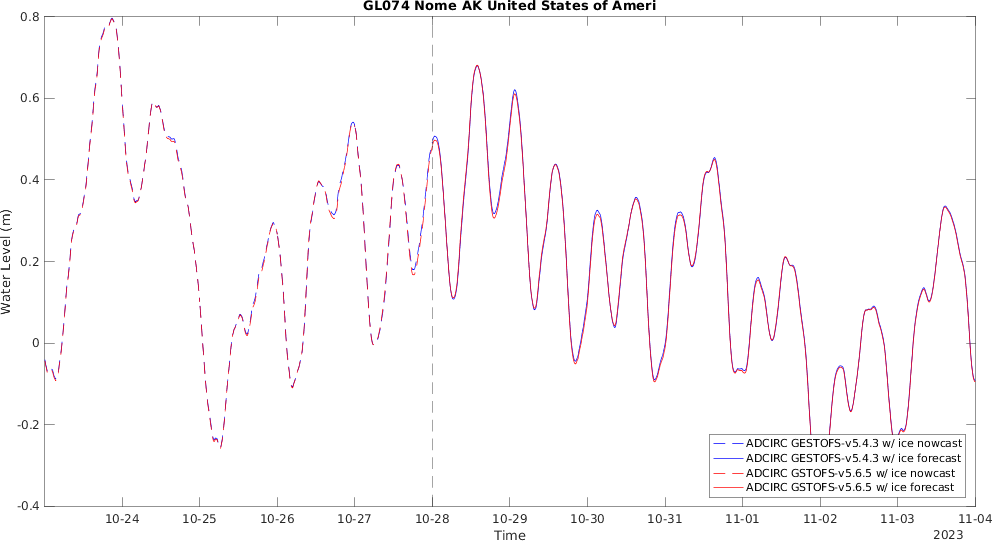 GL074 Nome AK United States of Ameri
Water Level (m)
0.8
0.6
0.4
0.2
0
-0.2
-0.4
ADCIRC GESTOFS-v5.4.3 w/ ice nowcast
ADCIRC GESTOFS-v5.4.3 w/ ice forecast
ADCIRC GSTOFS-v5.6.5 w/ ice nowcast
ADCIRC GSTOFS-v5.6.5 w/ ice forecast
10-24 10-25 10-26 10-27 10-28 10-29 10-30 10-31 11-01 11-02 11-03 11-04
Time
2023